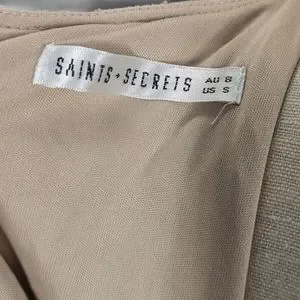 SAINTS + SECRETS
AU 8
US S